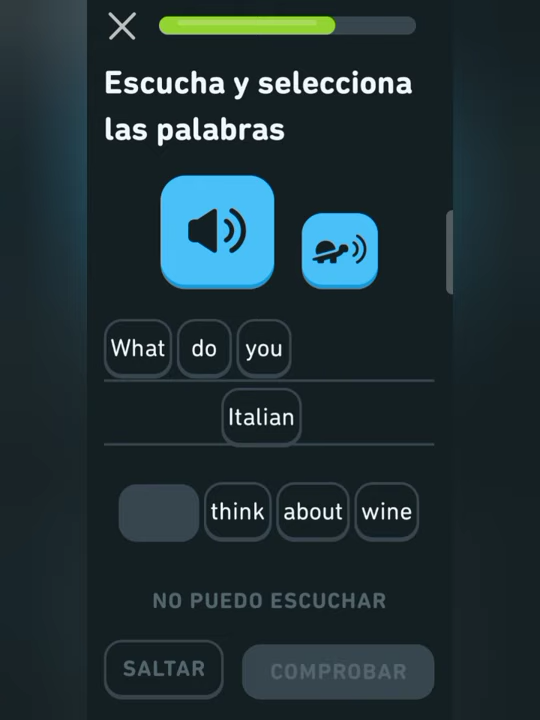 Escucha y selecciona
las palabras
What do you
Italian
think about wine
NO PUEDO ESCUCHAR
SALTAR COMPROBAR